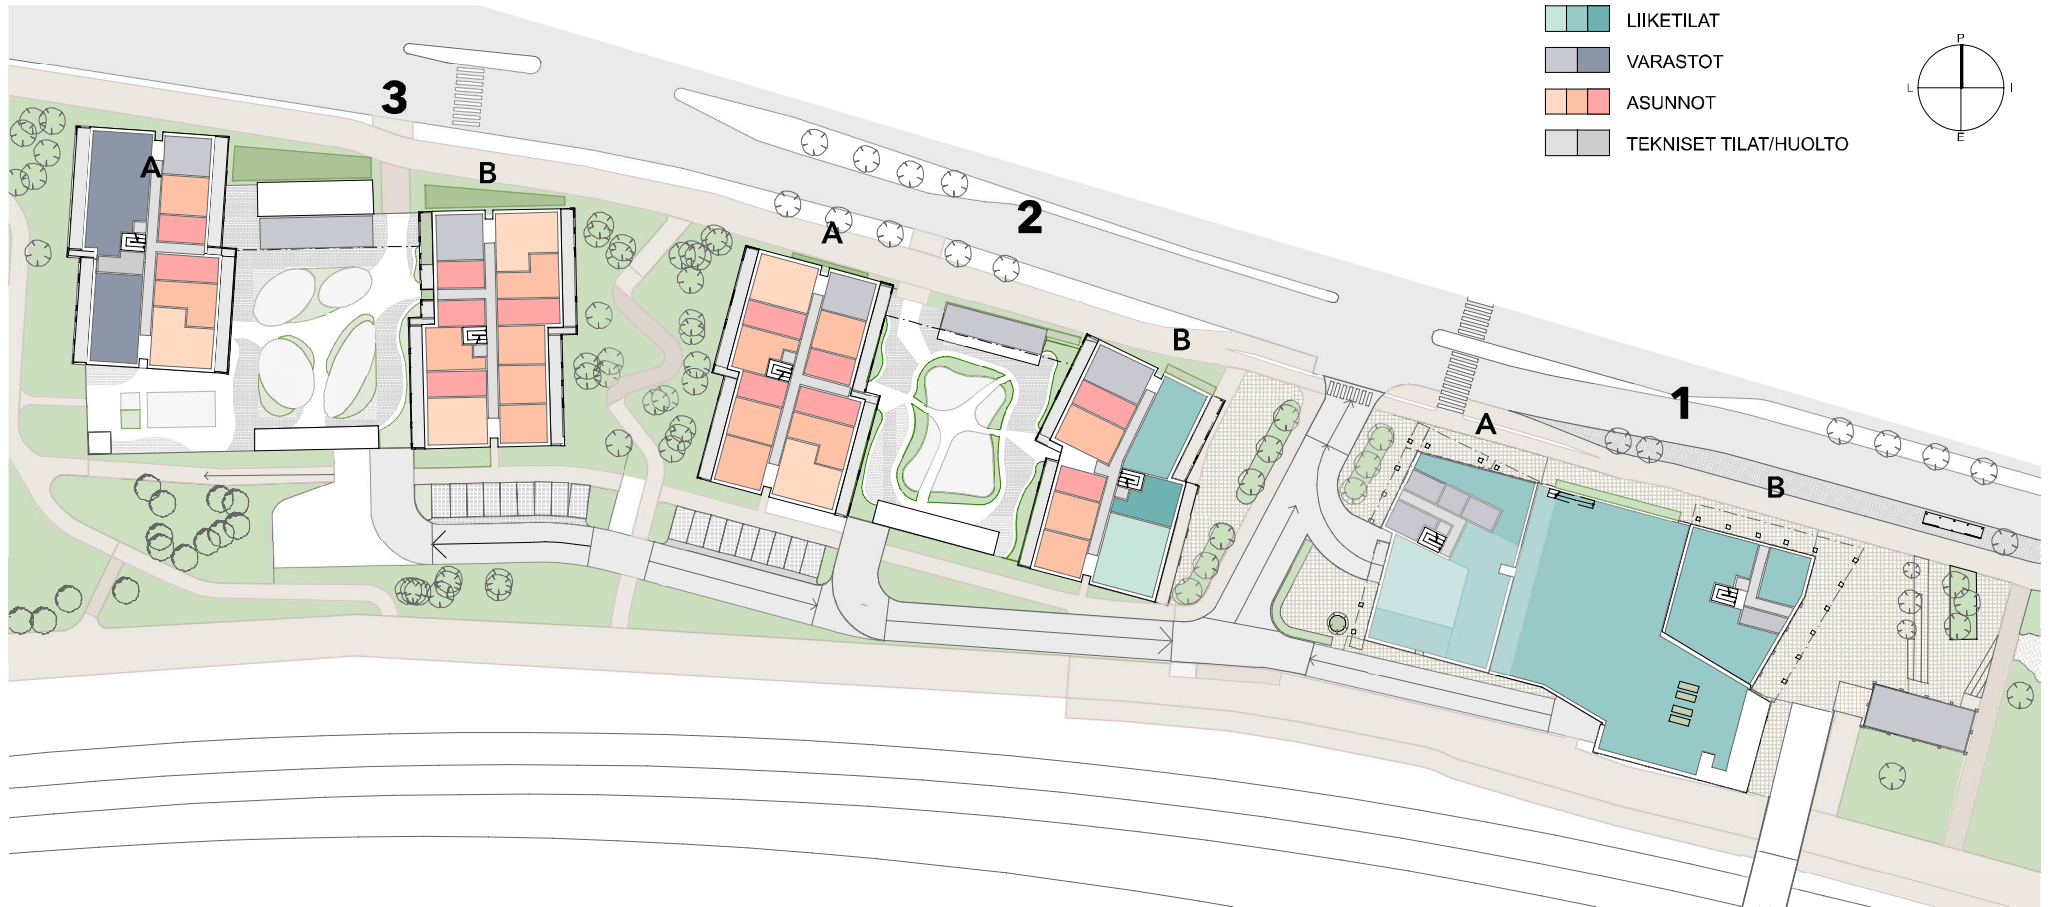 LIIKETILAT
VARASTOT
ASUNNOT
TEKNISET TILAT/HUOLTO
P
L
I
E
3
A
B
2
A
B
1
A
B